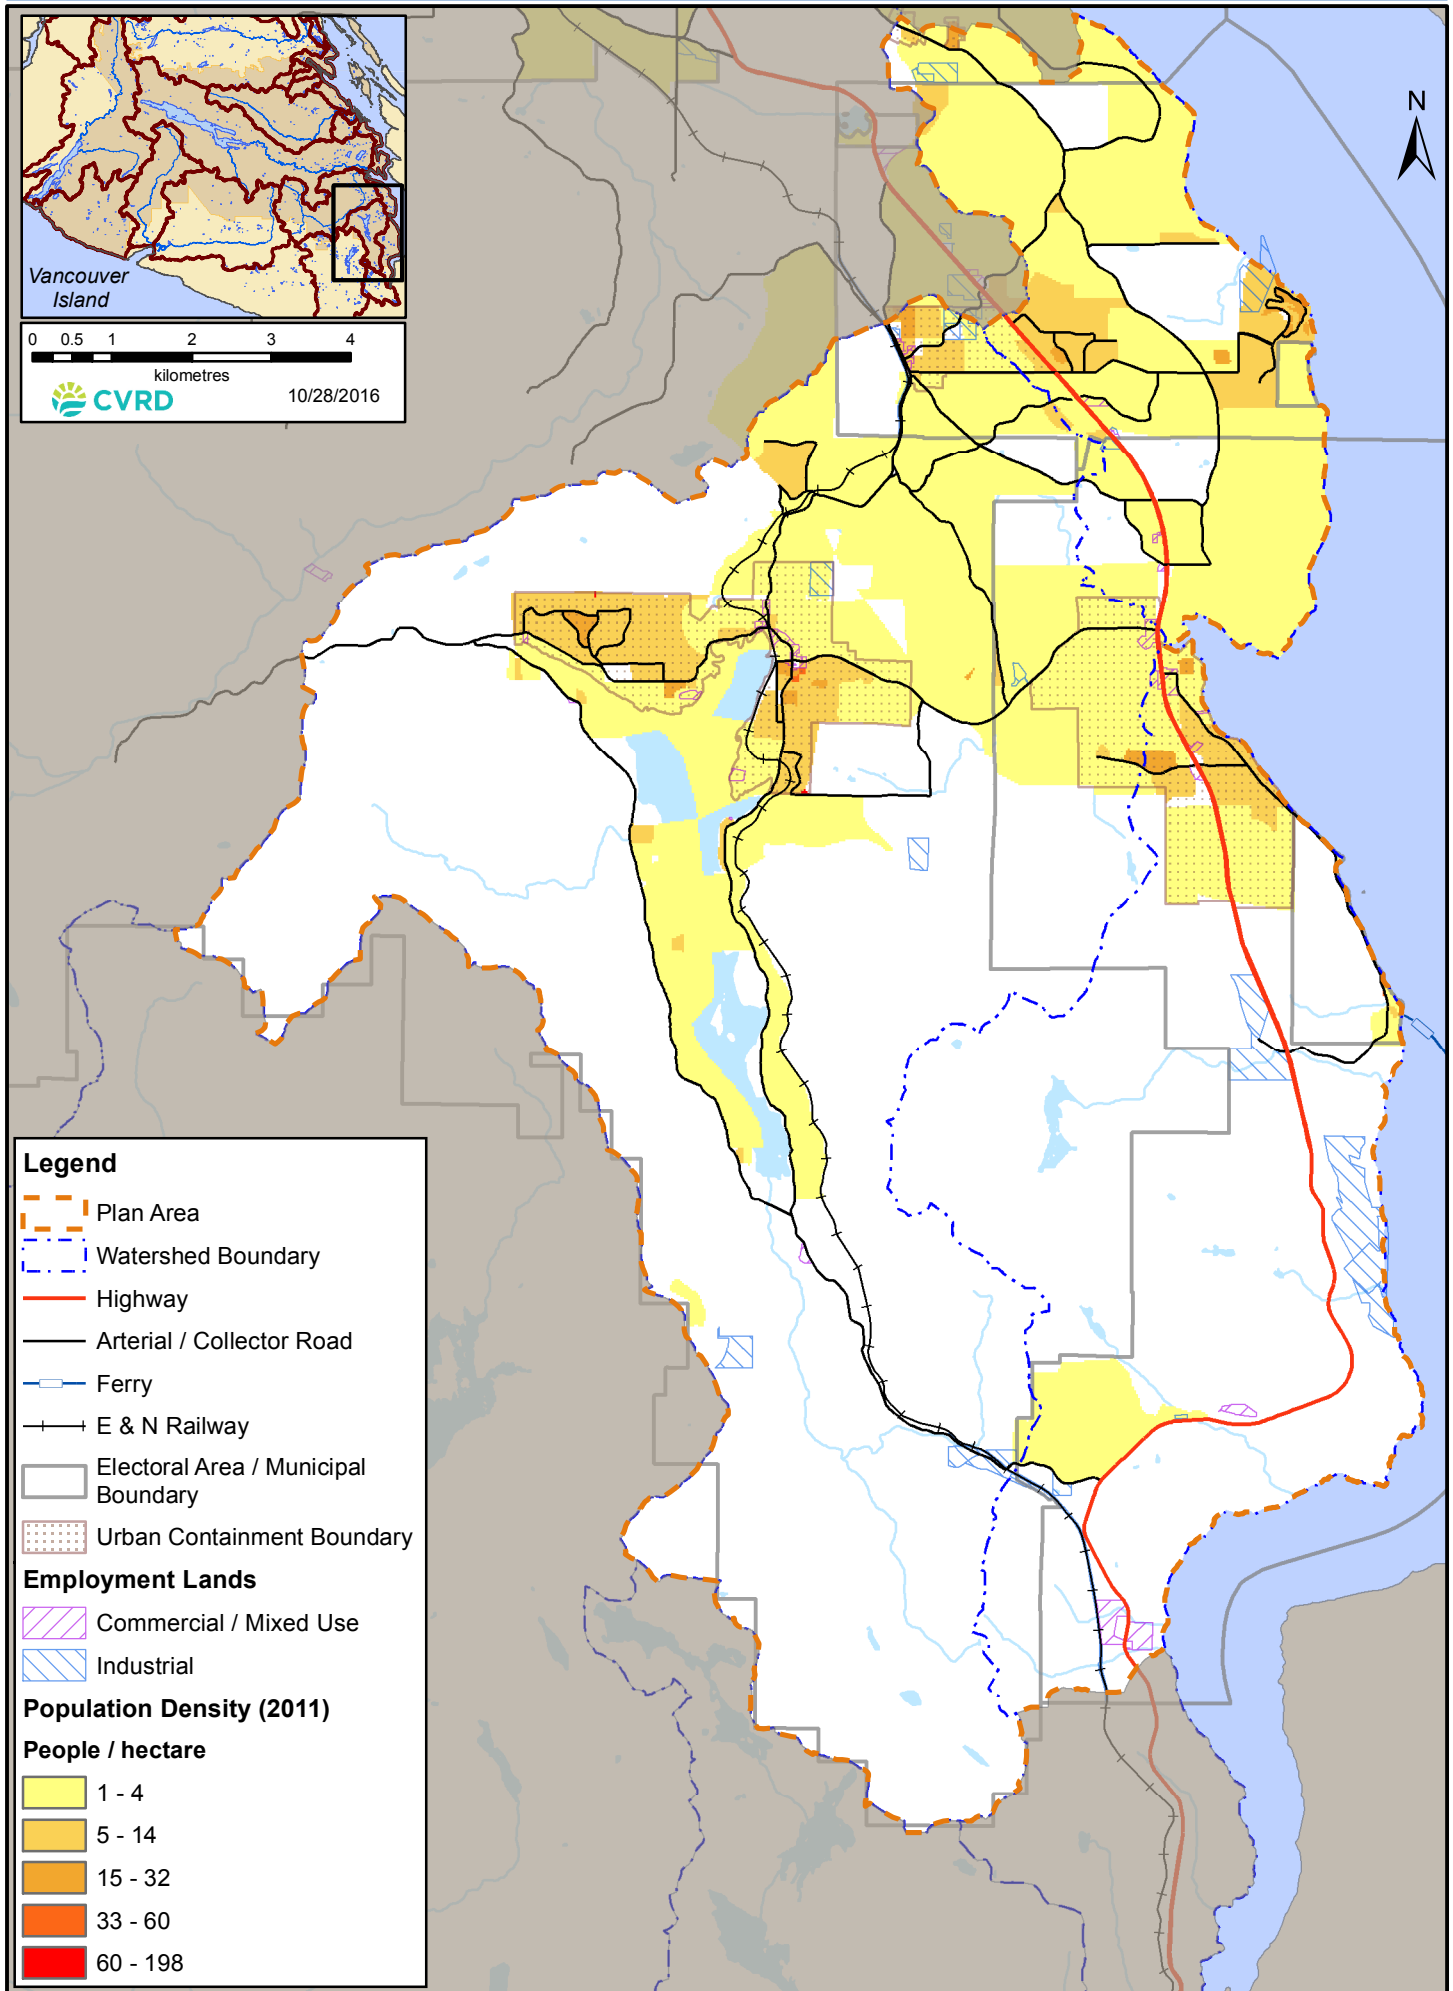 Vancouver
Island
0 0.5 1 2 3 4
kilometres
CVRD 10/28/2016
N
Legend
Plan Area
Watershed Boundary
Highway
Arterial / Collector Road
Ferry
E & N Railway
Electoral Area / Municipal
Boundary
Urban Containment Boundary
Employment Lands
Commercial / Mixed Use
Industrial
Population Density (2011)
People / hectare
1 - 4
5 - 14
15 - 32
33 - 60
60 - 198